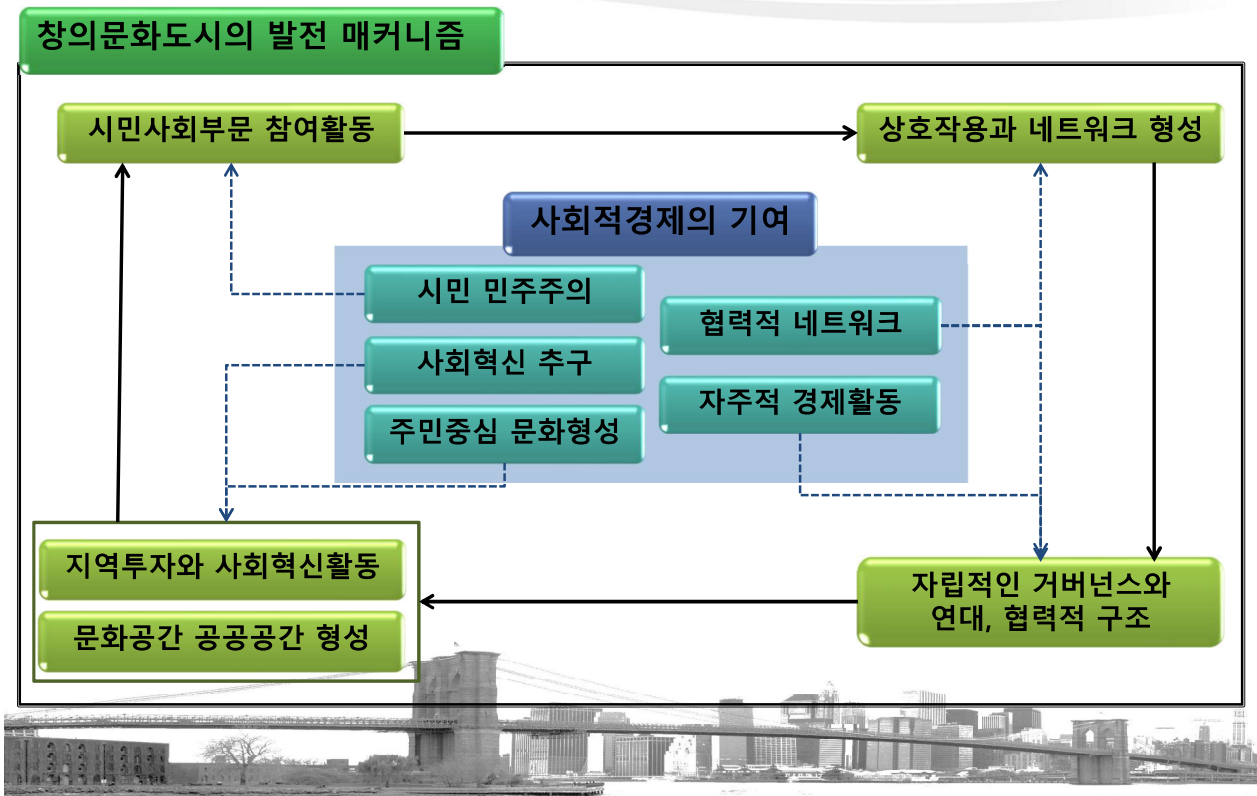 창의문화도시의 발전 매커니즘
시민사회부문 참여활동
상호작용과 네트워크 형성
사회적경제의 기여
시민 민주주의
협력적 네트워크
사회혁신 추구
자주적 경제활동
주민중심 문화형성
지역투자와 사회혁신활동
문화공간 공공공간 형성
자립적인 거버넌스와
연대, 협력적 구조